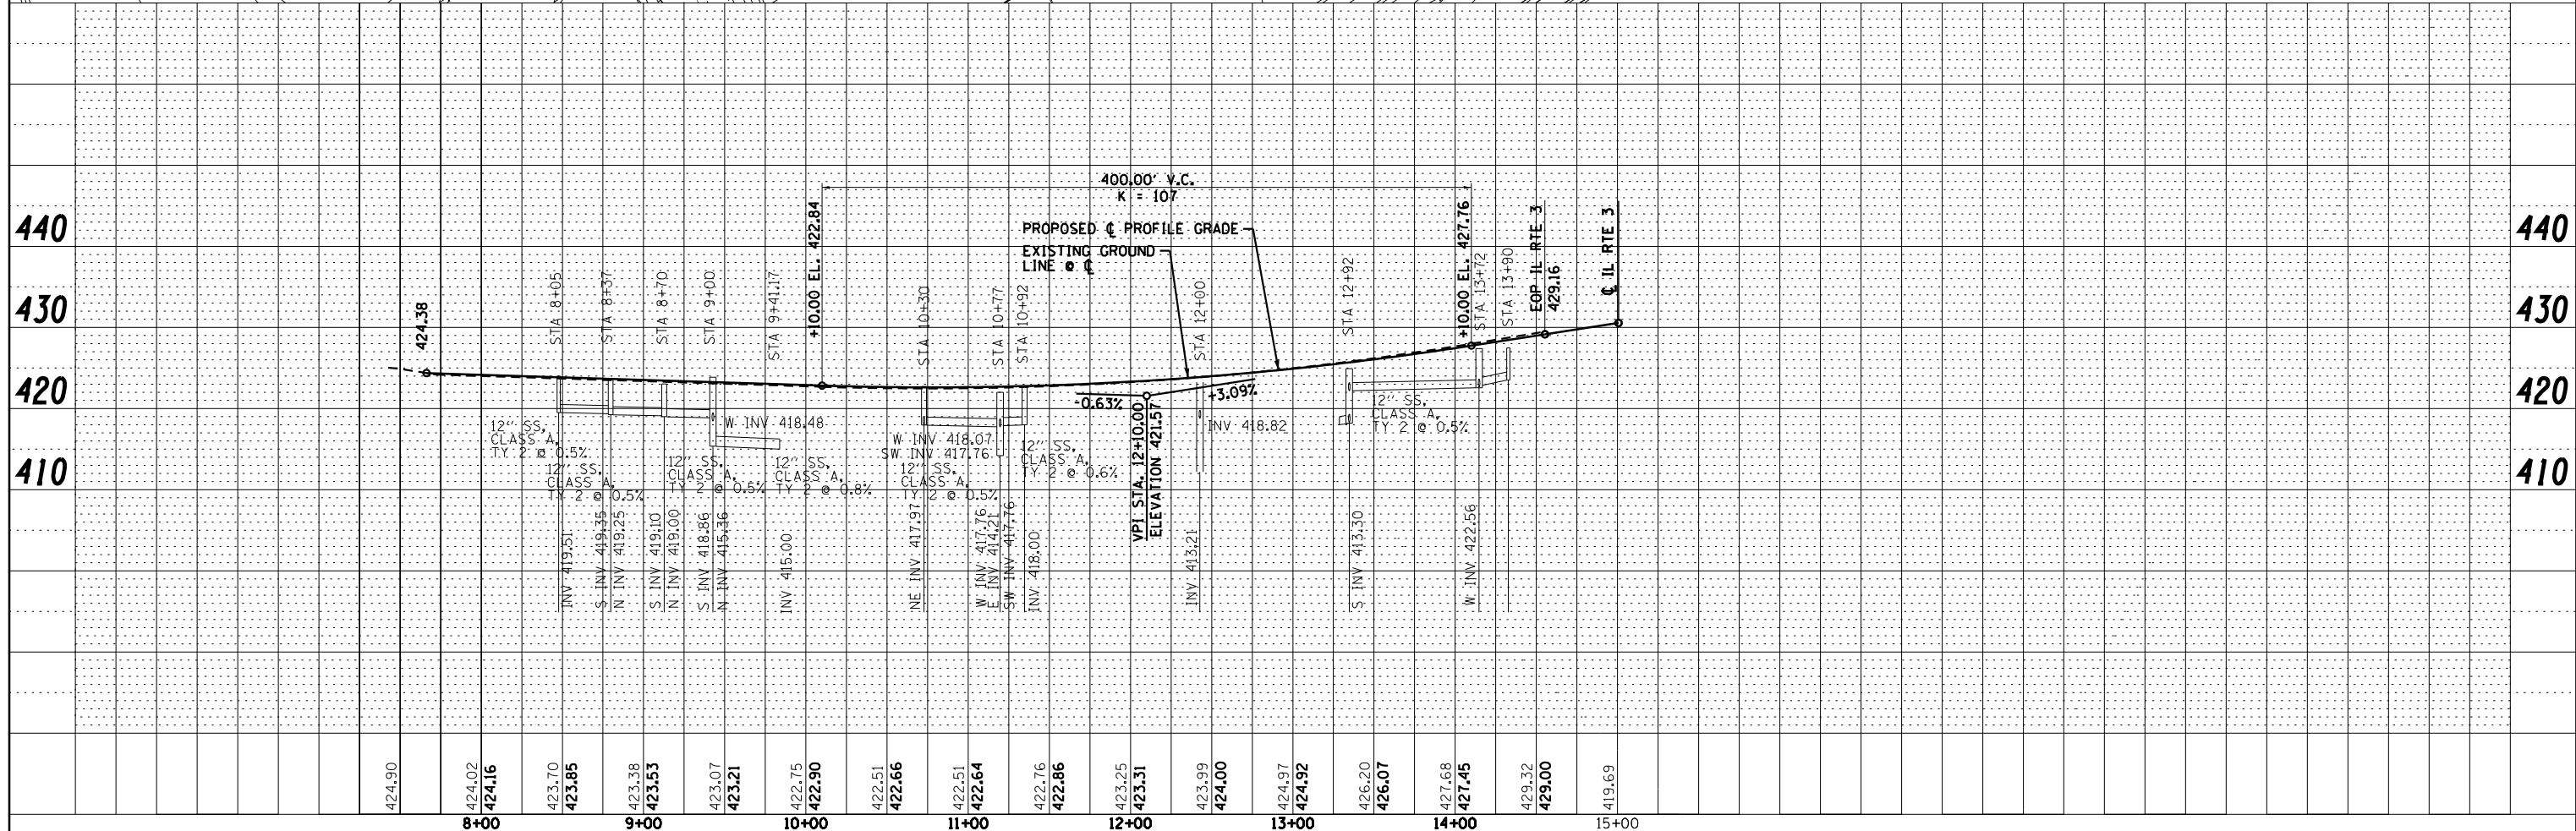 400.00' V.C.
K = 107
PROPOSED ℄ PROFILE GRADE
EXISTING GROUND
LINE @ ℄
440
440
430
430
420
420
410
410
424.38
STA 8+05
STA 8+37
STA 8+70
STA 9+00
STA 9+41.17
+10.00 EL. 422.84
STA 10+30
STA 10+77
STA 10+92
STA 12+00
STA 12+92
+10.00 EL. 427.76
STA 13+72
STA 13+90
EOP IL RTE 3
429.16
℄ IL RTE 3
-0.63%
+3.09%
VPI STA. 12+10.00
ELEVATION 421.57
12" SS,
CLASS A,
TY 2 @ 0.5%
12" SS,
CLASS A,
TY 2 @ 0.5%
12" SS,
CLASS A,
TY 2 @ 0.5%
W INV 418.48
12" SS,
CLASS A,
TY 2 @ 0.8%
W INV 418.07
SW INV 417.76
12" SS,
CLASS A,
TY 2 @ 0.5%
12" SS,
CLASS A,
TY 2 @ 0.6%
INV 418.82
12" SS,
CLASS A,
TY 2 @ 0.5%
INV 419.51
S INV 419.35
N INV 419.25
S INV 419.10
N INV 419.00
S INV 418.86
N INV 415.36
INV 415.00
NE INV 417.97
W INV 417.76
E INV 414.21
SW INV 417.76
INV 418.00
INV 413.21
S INV 413.30
W INV 422.56
424.90
424.02
424.16
423.70
423.85
423.38
423.53
423.07
423.21
422.75
422.90
422.51
422.66
422.51
422.64
422.76
422.86
423.25
423.31
423.99
424.00
424.97
424.92
426.20
426.07
427.68
427.45
429.32
429.00
419.69
8+00
9+00
10+00
11+00
12+00
13+00
14+00
15+00